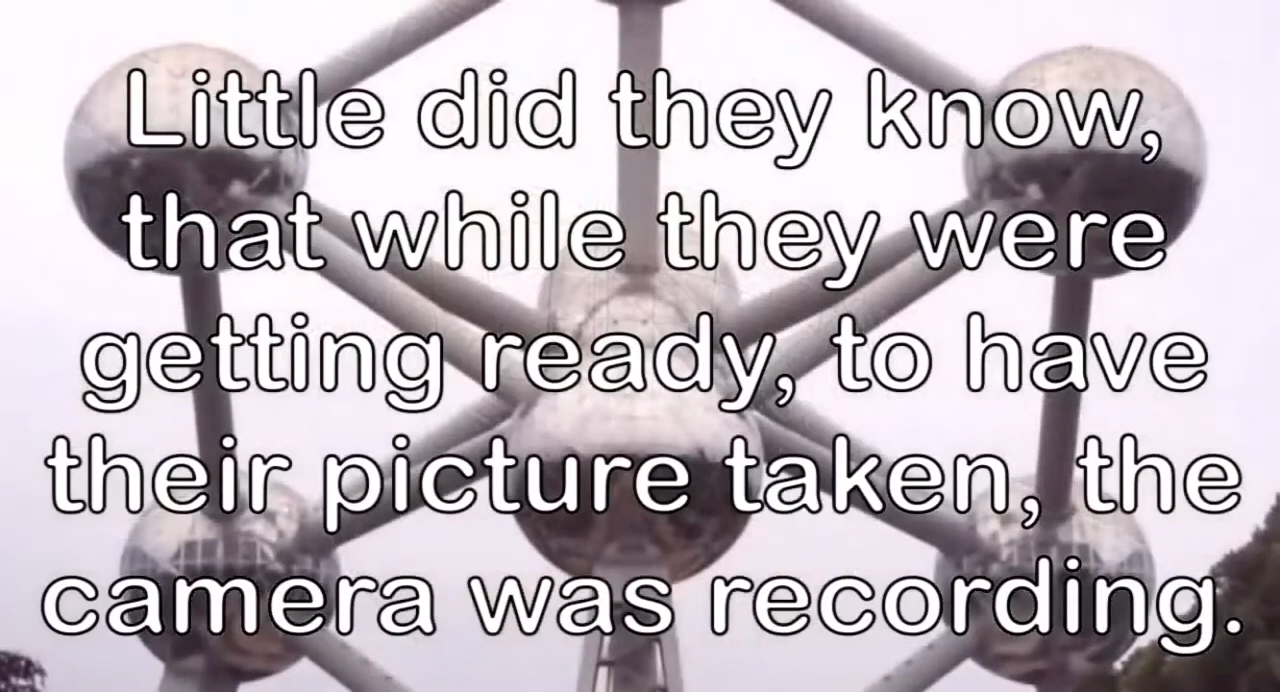 Little did they know,
that while they were
getting ready, to have
their picture taken, the
camera was recording.